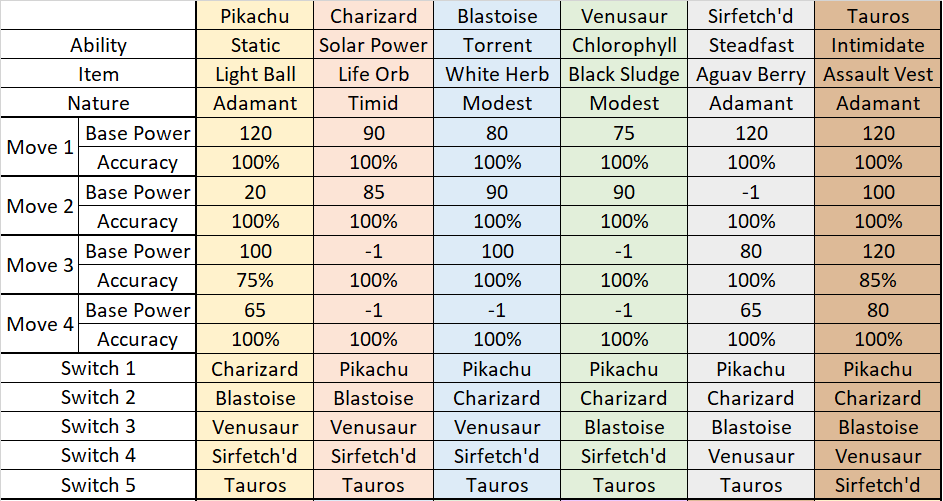 Pikachu Charizard Blastoise Venusaur Sirfetch'd Tauros
Ability Static Solar Power Torrent Chlorophyll Steadfast Intimidate
Item Light Ball Life Orb White Herb Black Sludge Aguav Berry Assault Vest
Nature Adamant Timid Modest Modest Adamant Adamant
Move 1 Base Power 120 90 80 75 120 120
Accuracy 100% 100% 100% 100% 100% 100%
Move 2 Base Power 20 85 90 90 -1 100
Accuracy 100% 100% 100% 100% 100% 100%
Move 3 Base Power 100 -1 100 -1 80 120
Accuracy 75% 100% 100% 100% 100% 85%
Move 4 Base Power 65 -1 -1 -1 65 80
Accuracy 100% 100% 100% 100% 100% 100%
Switch 1 Charizard Pikachu Pikachu Pikachu Pikachu Pikachu
Switch 2 Blastoise Blastoise Charizard Charizard Charizard Charizard
Switch 3 Venusaur Venusaur Venusaur Blastoise Blastoise Blastoise
Switch 4 Sirfetch'd Sirfetch'd Sirfetch'd Sirfetch'd Venusaur Venusaur
Switch 5 Tauros Tauros Tauros Tauros Tauros Sirfetch'd